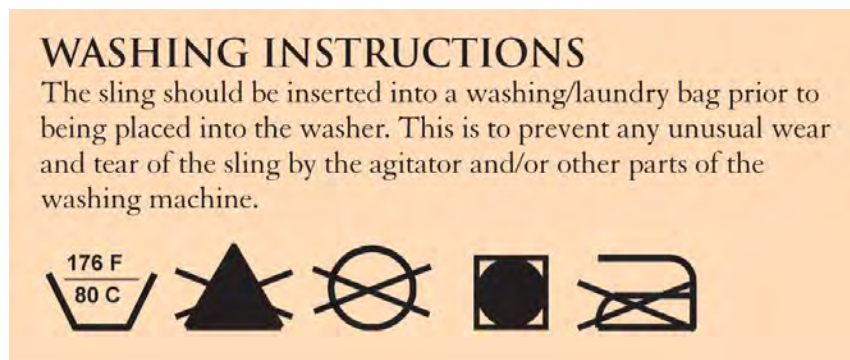 WASHING INSTRUCTIONS
The sling should be inserted into a washing/laundry bag prior to
being placed into the washer. This is to prevent any unusual wear
and tear of the sling by the agitator and/or other parts of the
washing machine.
176 F
80 C